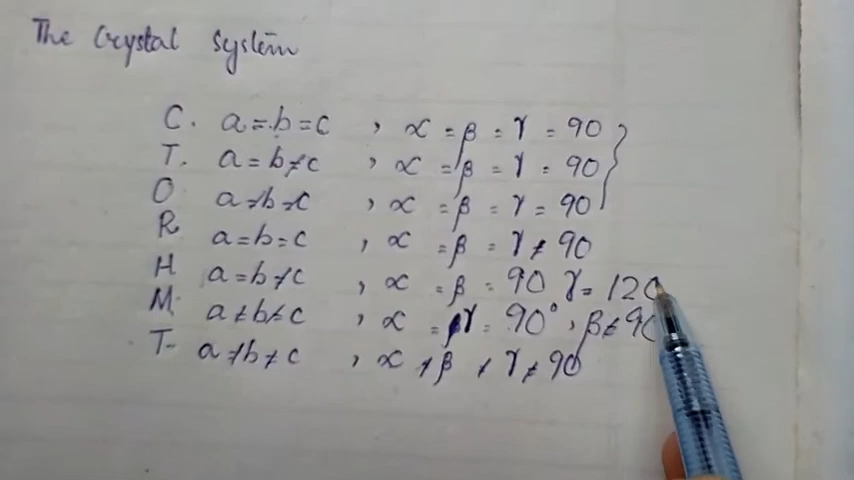 The Crystal System
C. a = b = c , α = β = γ = 90
T. a = b ≠ c , α = β = γ = 90
O a ≠ b ≠ c , α = β = γ = 90
R a = b = c , α = β = γ ≠ 90
H a = b ≠ c , α = β = 90 γ = 120
M. a ≠ b ≠ c , α = γ = 90° , β ≠ 90
T- a ≠ b ≠ c , α ≠ β ≠ γ ≠ 90